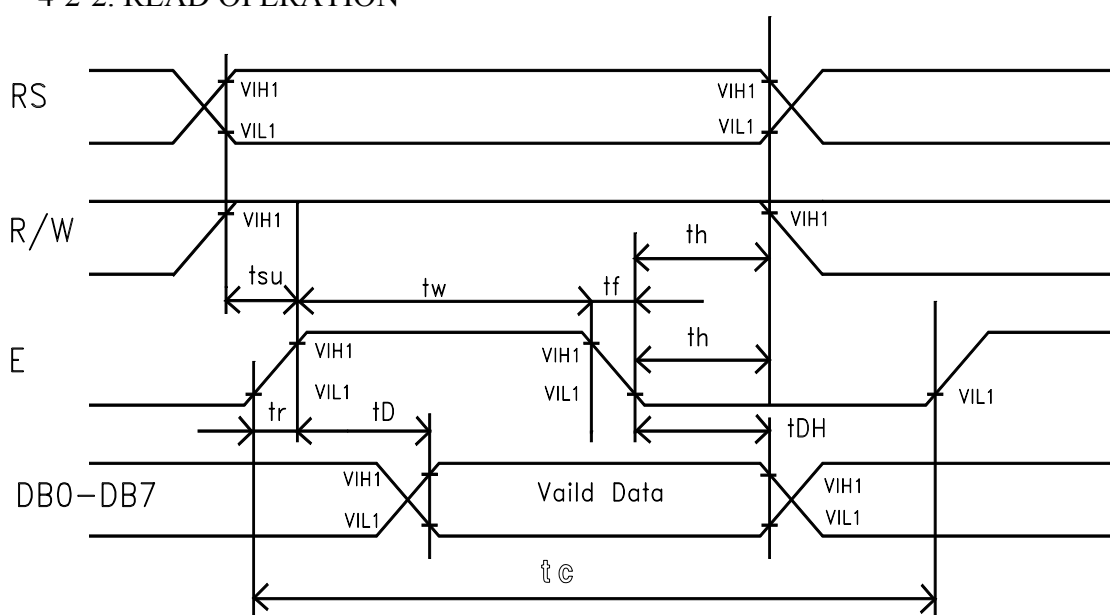 4-2-2. READ OPERATION
RS
VIH1
VIH1
VIL1
VIL1
R/W
VIH1
VIH1
th
tsu
tw
tf
E
VIH1
VIH1
th
VIL1
VIL1
VIL1
tr
tD
tDH
DB0-DB7
VIH1
Vaild Data
VIH1
VIL1
VIL1
tc